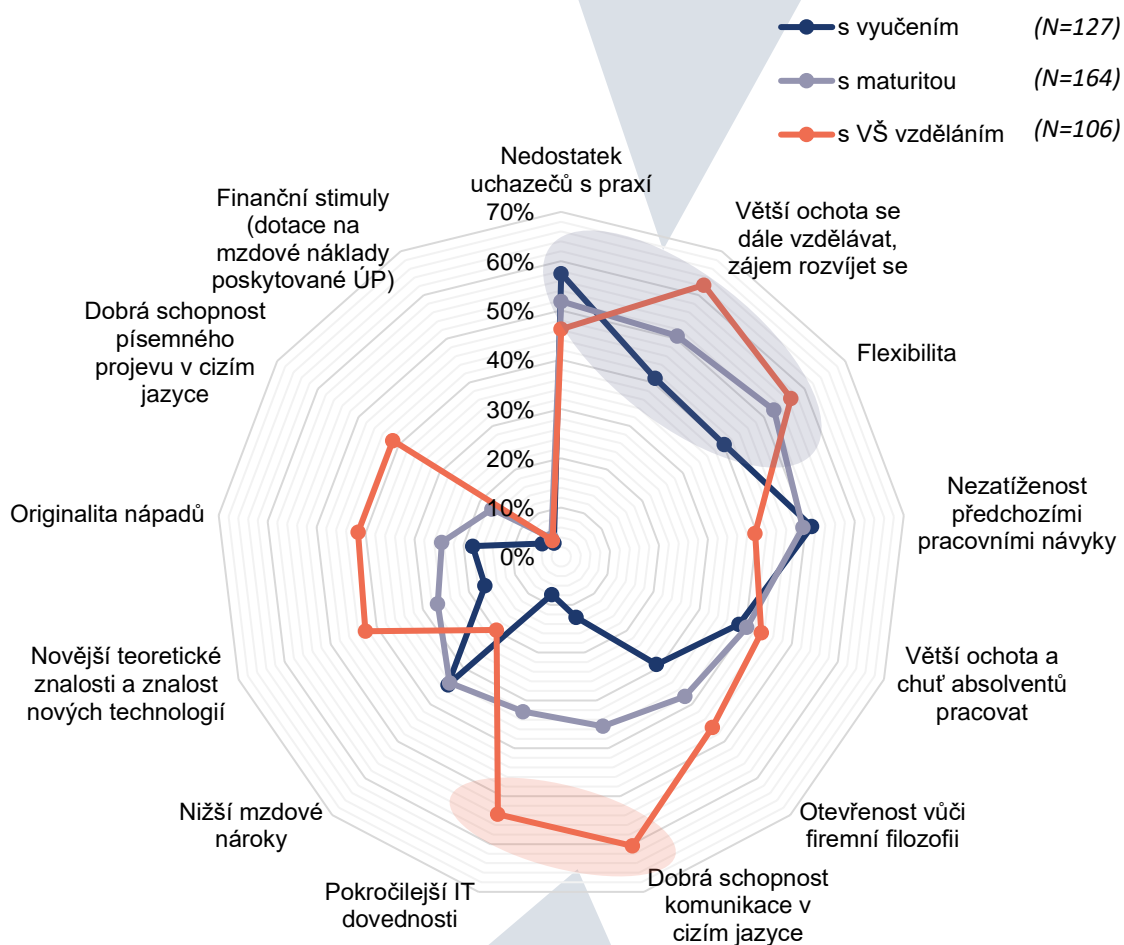 s vyučením (N=127)
s maturitou (N=164)
s VŠ vzděláním (N=106)
Nedostatek
uchazečů s praxí
Větší ochota se
dále vzdělávat,
zájem rozvíjet se
Flexibilita
Nezatíženost
předchozími
pracovními návyky
Větší ochota a
chuť absolventů
pracovat
Otevřenost vůči
firemní filozofii
Dobrá schopnost
komunikace v
cizím jazyce
Pokročilejší IT
dovednosti
Nižší mzdové
nároky
Novější teoretické
znalosti a znalost
nových technologií
Originalita nápadů
Dobrá schopnost
písemného
projevu v cizím
jazyce
Finanční stimuly
(dotace na
mzdové náklady
poskytované ÚP)
70%
60%
50%
40%
30%
20%
10%
0%